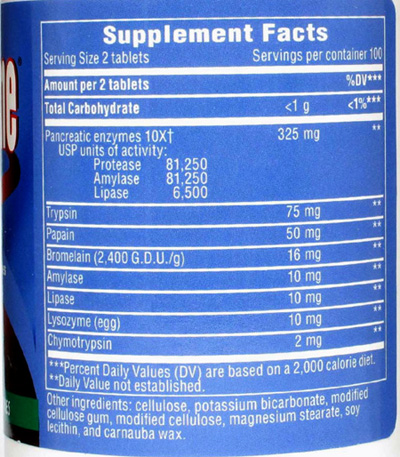 Supplement Facts
Serving Size 2 tablets Servings per container 100
Amount per 2 tablets %DV***
Total Carbohydrate <1 g <1%***
Pancreatic enzymes 10X† 325 mg **
USP units of activity:
Protease 81,250
Amylase 81,250
Lipase 6,500
Trypsin 75 mg **
Papain 50 mg **
Bromelain (2,400 G.D.U./g) 16 mg **
Amylase 10 mg **
Lipase 10 mg **
Lysozyme (egg) 10 mg **
Chymotrypsin 2 mg **
***Percent Daily Values (DV) are based on a 2,000 calorie diet.
**Daily Value not established.
Other ingredients: cellulose, potassium bicarbonate, modified
cellulose gum, modified cellulose, magnesium stearate, soy
lecithin, and carnauba wax.